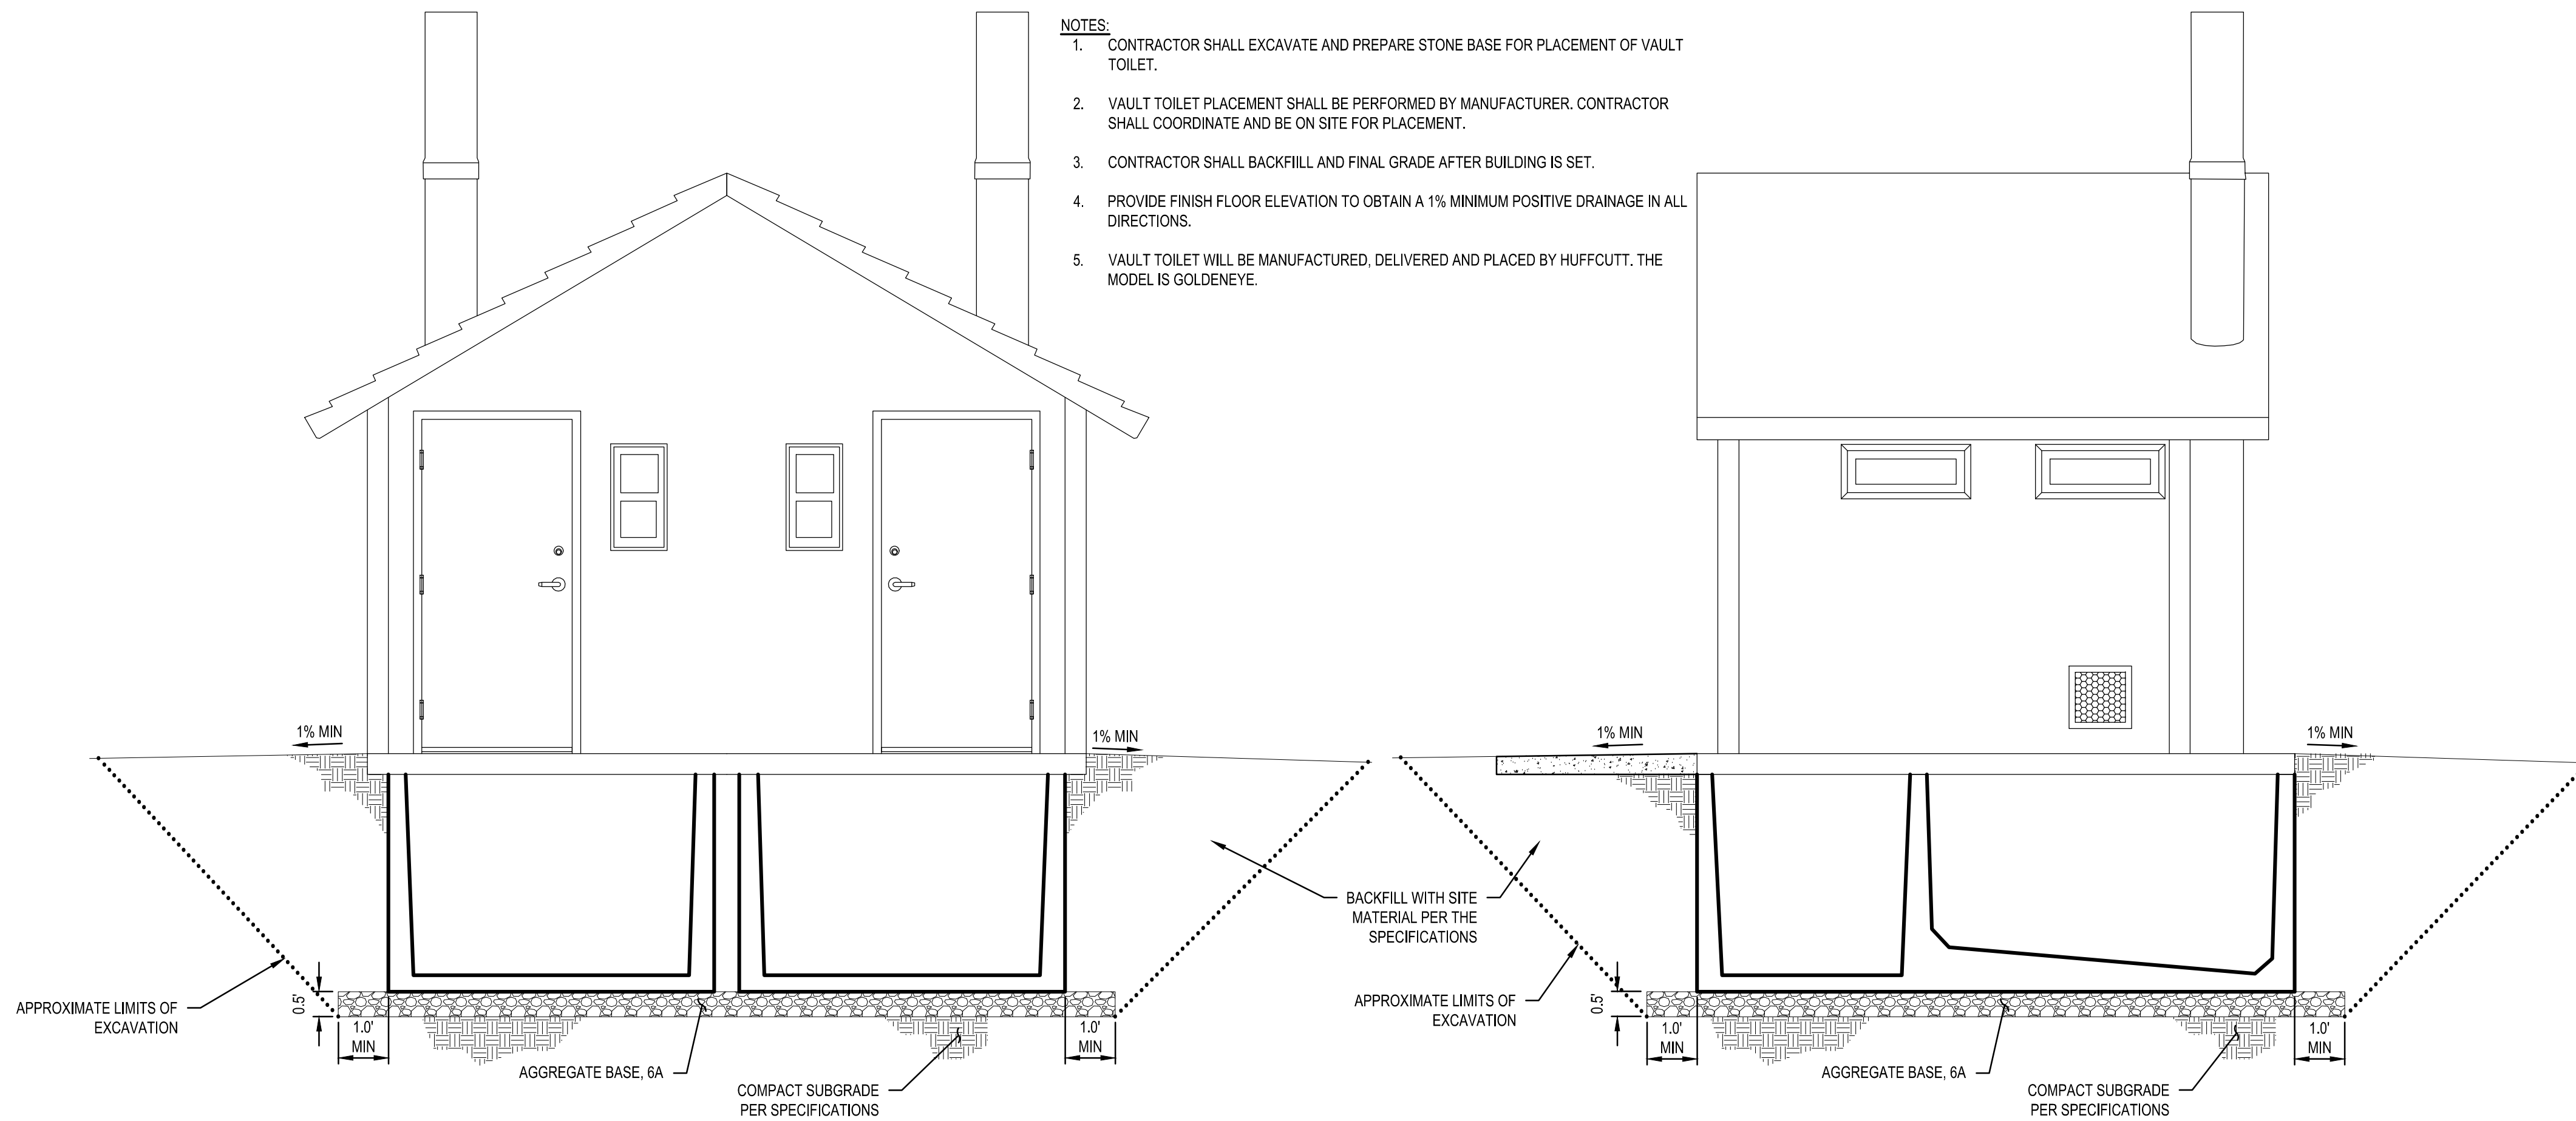 NOTES:
1. CONTRACTOR SHALL EXCAVATE AND PREPARE STONE BASE FOR PLACEMENT OF VAULT
TOILET.
2. VAULT TOILET PLACEMENT SHALL BE PERFORMED BY MANUFACTURER. CONTRACTOR
SHALL COORDINATE AND BE ON SITE FOR PLACEMENT.
3. CONTRACTOR SHALL BACKFIILL AND FINAL GRADE AFTER BUILDING IS SET.
4. PROVIDE FINISH FLOOR ELEVATION TO OBTAIN A 1% MINIMUM POSITIVE DRAINAGE IN ALL
DIRECTIONS.
5. VAULT TOILET WILL BE MANUFACTURED, DELIVERED AND PLACED BY HUFFCUTT. THE
MODEL IS GOLDENEYE.
1% MIN
1% MIN
1% MIN
1% MIN
BACKFILL WITH SITE
MATERIAL PER THE
SPECIFICATIONS
APPROXIMATE LIMITS OF
EXCAVATION
0.5'
1.0'
MIN
1.0'
MIN
AGGREGATE BASE, 6A
COMPACT SUBGRADE
PER SPECIFICATIONS
APPROXIMATE LIMITS OF
EXCAVATION
0.5'
1.0'
MIN
1.0'
MIN
AGGREGATE BASE, 6A
COMPACT SUBGRADE
PER SPECIFICATIONS